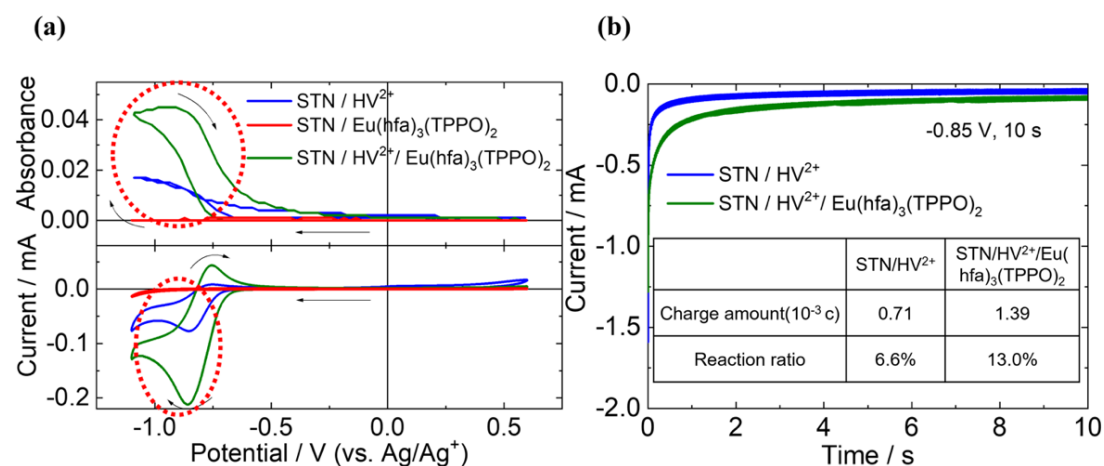 (a)
Absorbance
0.04
0.02
0.00
STN / HV²⁺
STN / Eu(hfa)₃(TPPO)₂
STN / HV²⁺/ Eu(hfa)₃(TPPO)₂
Current / mA
0.0
-0.1
-0.2
-1.0
-0.5
0.0
Potential / V (vs. Ag/Ag⁺)
(b)
Current / mA
0.0
-0.5
-1.0
-1.5
-2.0
-0.85 V, 10 s
STN / HV²⁺
STN / HV²⁺/ Eu(hfa)₃(TPPO)₂
STN/HV²⁺
STN/HV²⁺/Eu(
hfa)₃(TPPO)₂
Charge amount(10⁻³ c)
0.71
1.39
Reaction ratio
6.6%
13.0%
0
2
4
6
8
10
Time / s